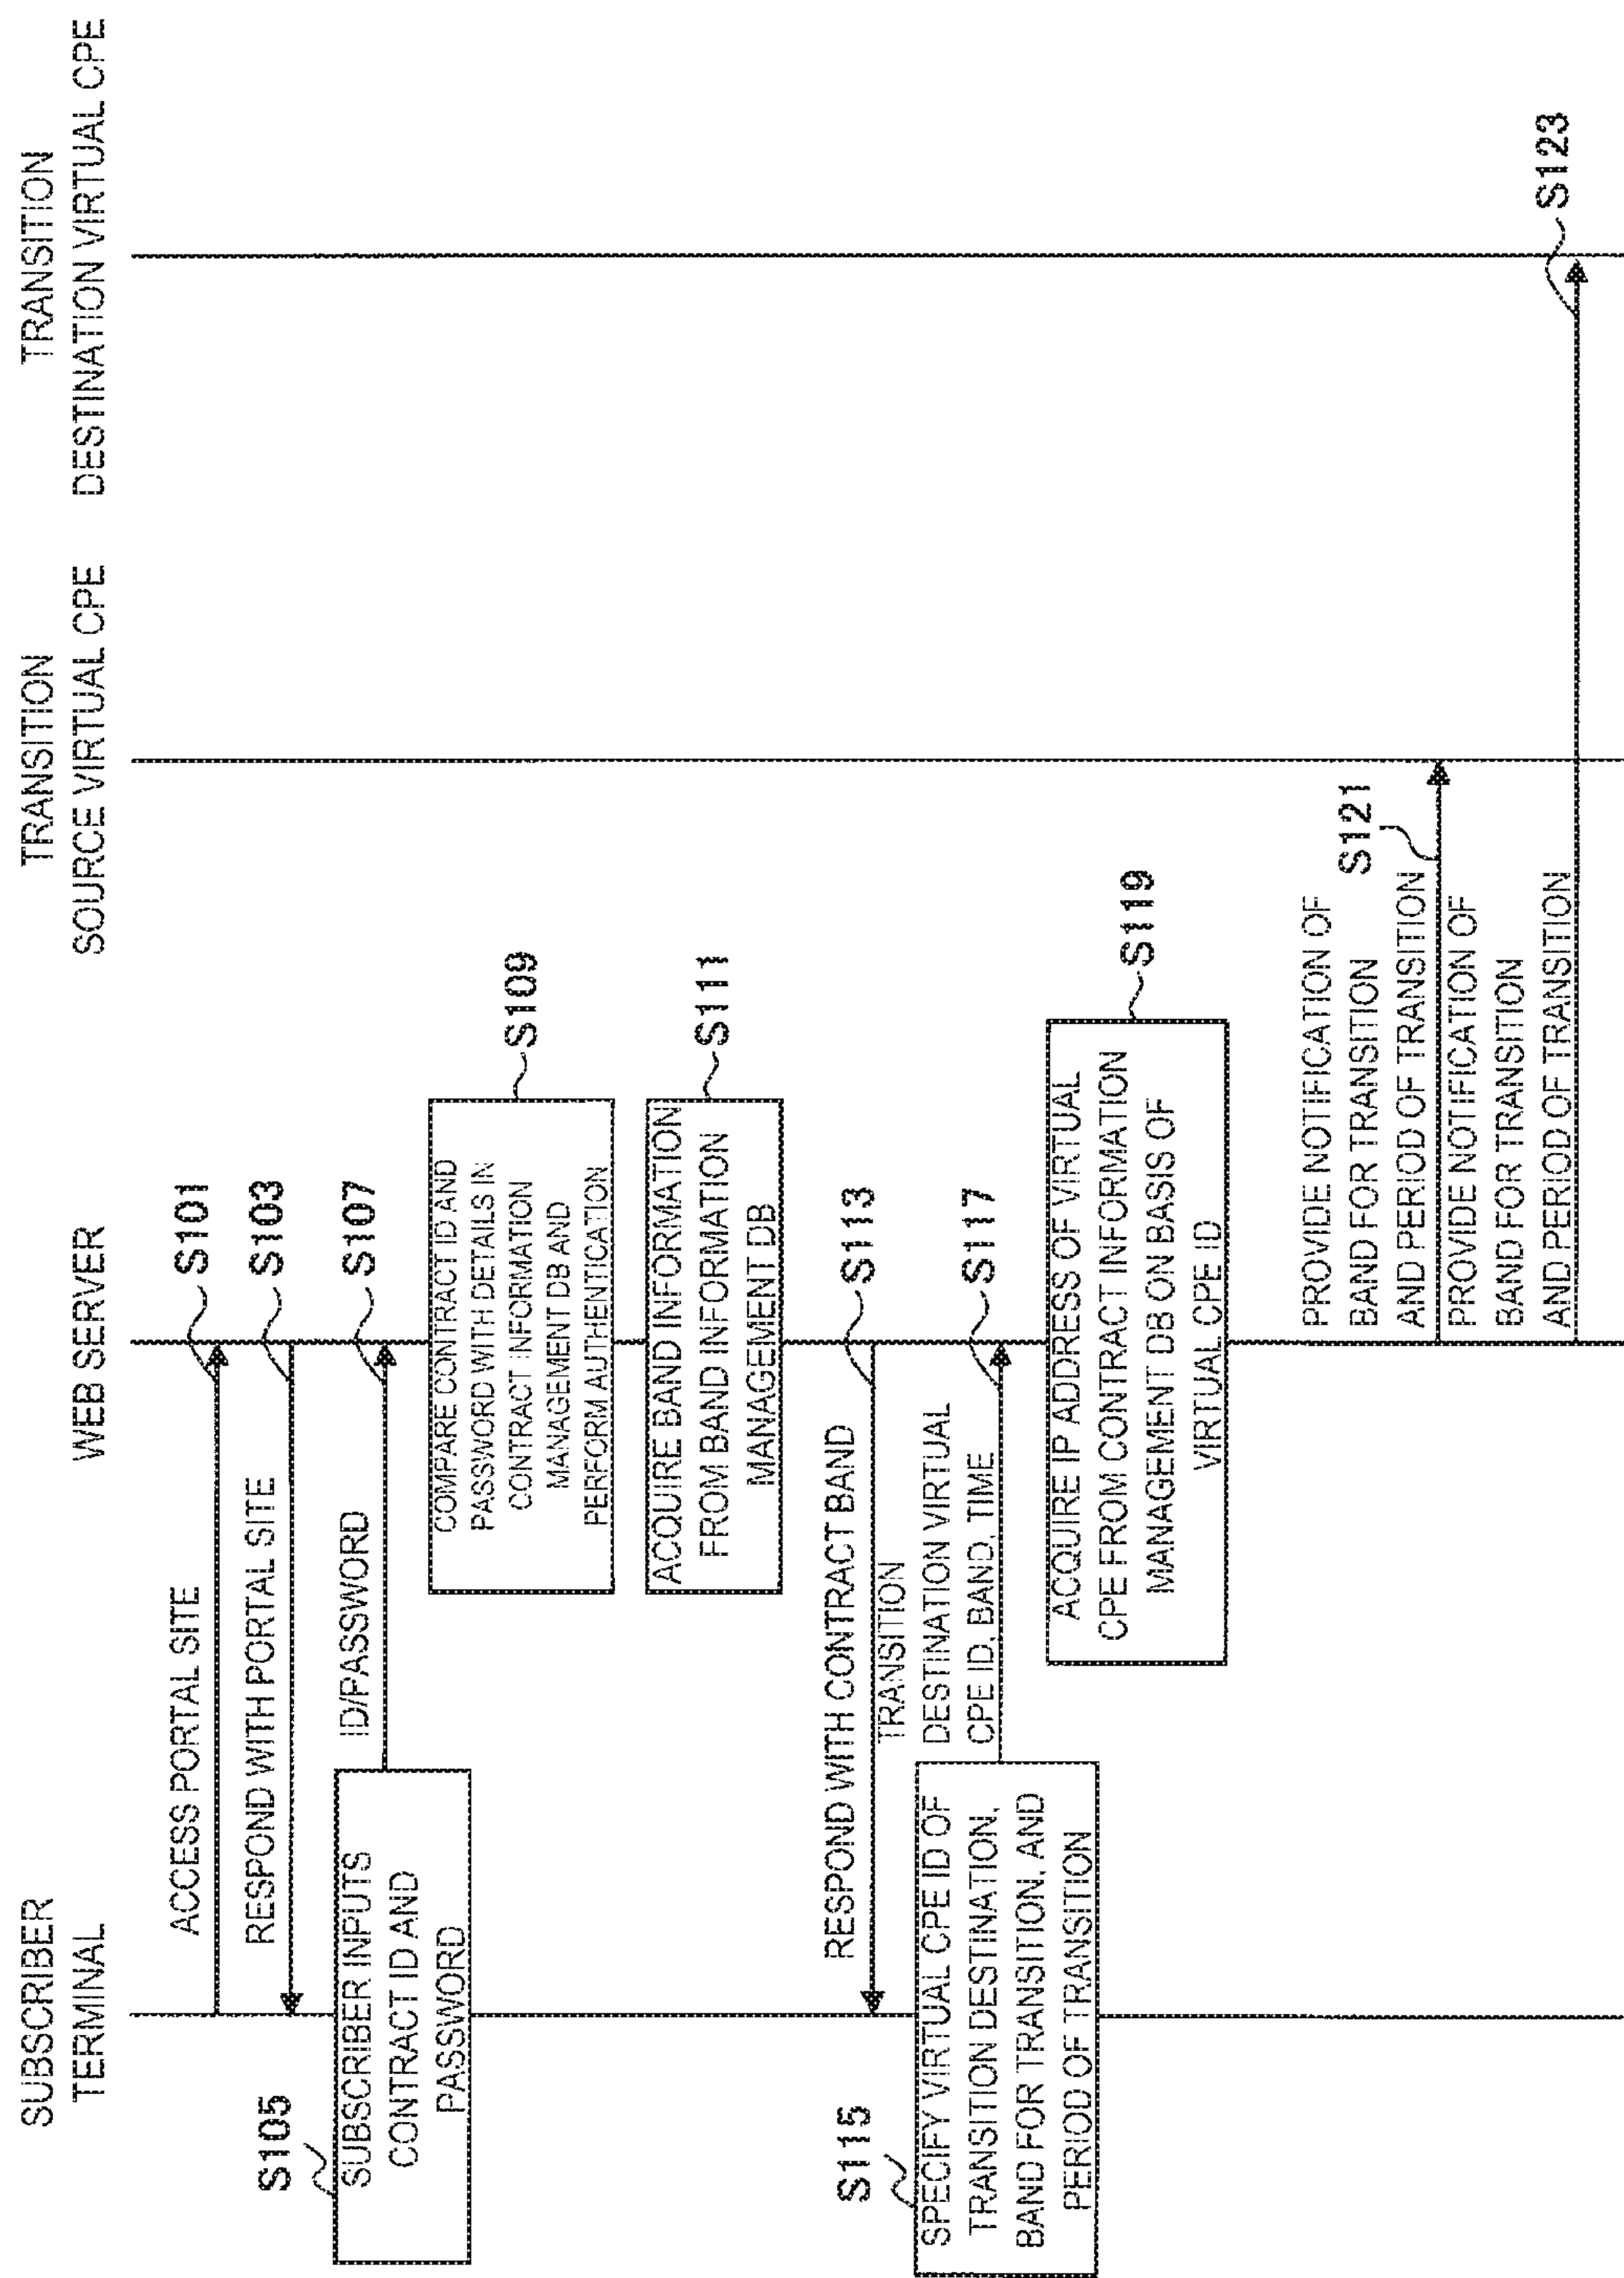 SUBSCRIBER
TERMINAL
WEB SERVER
TRANSITION
SOURCE VIRTUAL CPE
TRANSITION
DESTINATION VIRTUAL CPE
ACCESS PORTAL SITE
S101
RESPOND WITH PORTAL SITE
S103
S105
SUBSCRIBER INPUTS
CONTRACT ID AND
PASSWORD
ID/PASSWORD
S107
COMPARE CONTRACT ID AND
PASSWORD WITH DETAILS IN
CONTRACT INFORMATION
MANAGEMENT DB AND
PERFORM AUTHENTICATION
S109
ACQUIRE BAND INFORMATION
FROM BAND INFORMATION
MANAGEMENT DB
S111
RESPOND WITH CONTRACT BAND
S113
S115
SPECIFY VIRTUAL CPE ID OF
TRANSITION DESTINATION,
BAND FOR TRANSITION, AND
PERIOD OF TRANSITION
TRANSITION
DESTINATION VIRTUAL
CPE ID, BAND, TIME
S117
ACQUIRE IP ADDRESS OF VIRTUAL
CPE FROM CONTRACT INFORMATION
MANAGEMENT DB ON BASIS OF
VIRTUAL CPE ID
S119
PROVIDE NOTIFICATION OF
BAND FOR TRANSITION
AND PERIOD OF TRANSITION
S121
PROVIDE NOTIFICATION OF
BAND FOR TRANSITION
AND PERIOD OF TRANSITION
S123